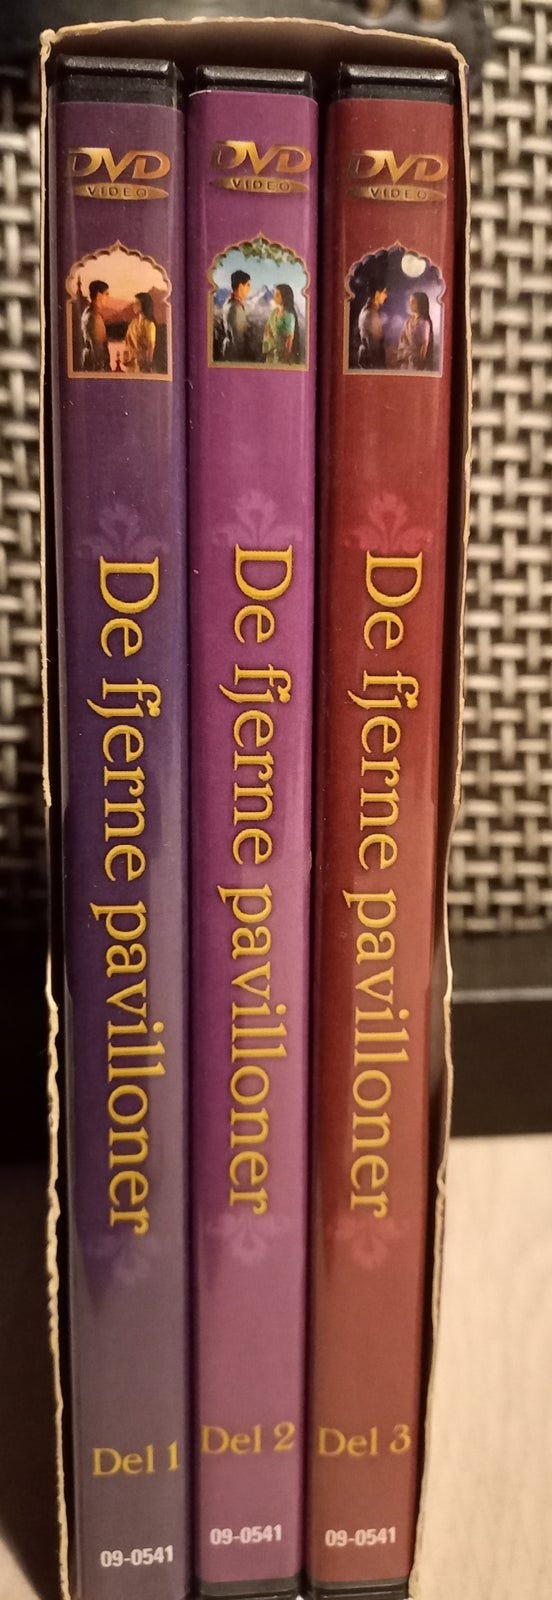 DVD
VIDEO
De fjerne pavilloner
Del 1
09-0541
DVD
VIDEO
De fjerne pavilloner
Del 2
09-0541
DVD
VIDEO
De fjerne pavilloner
Del 3
09-0541